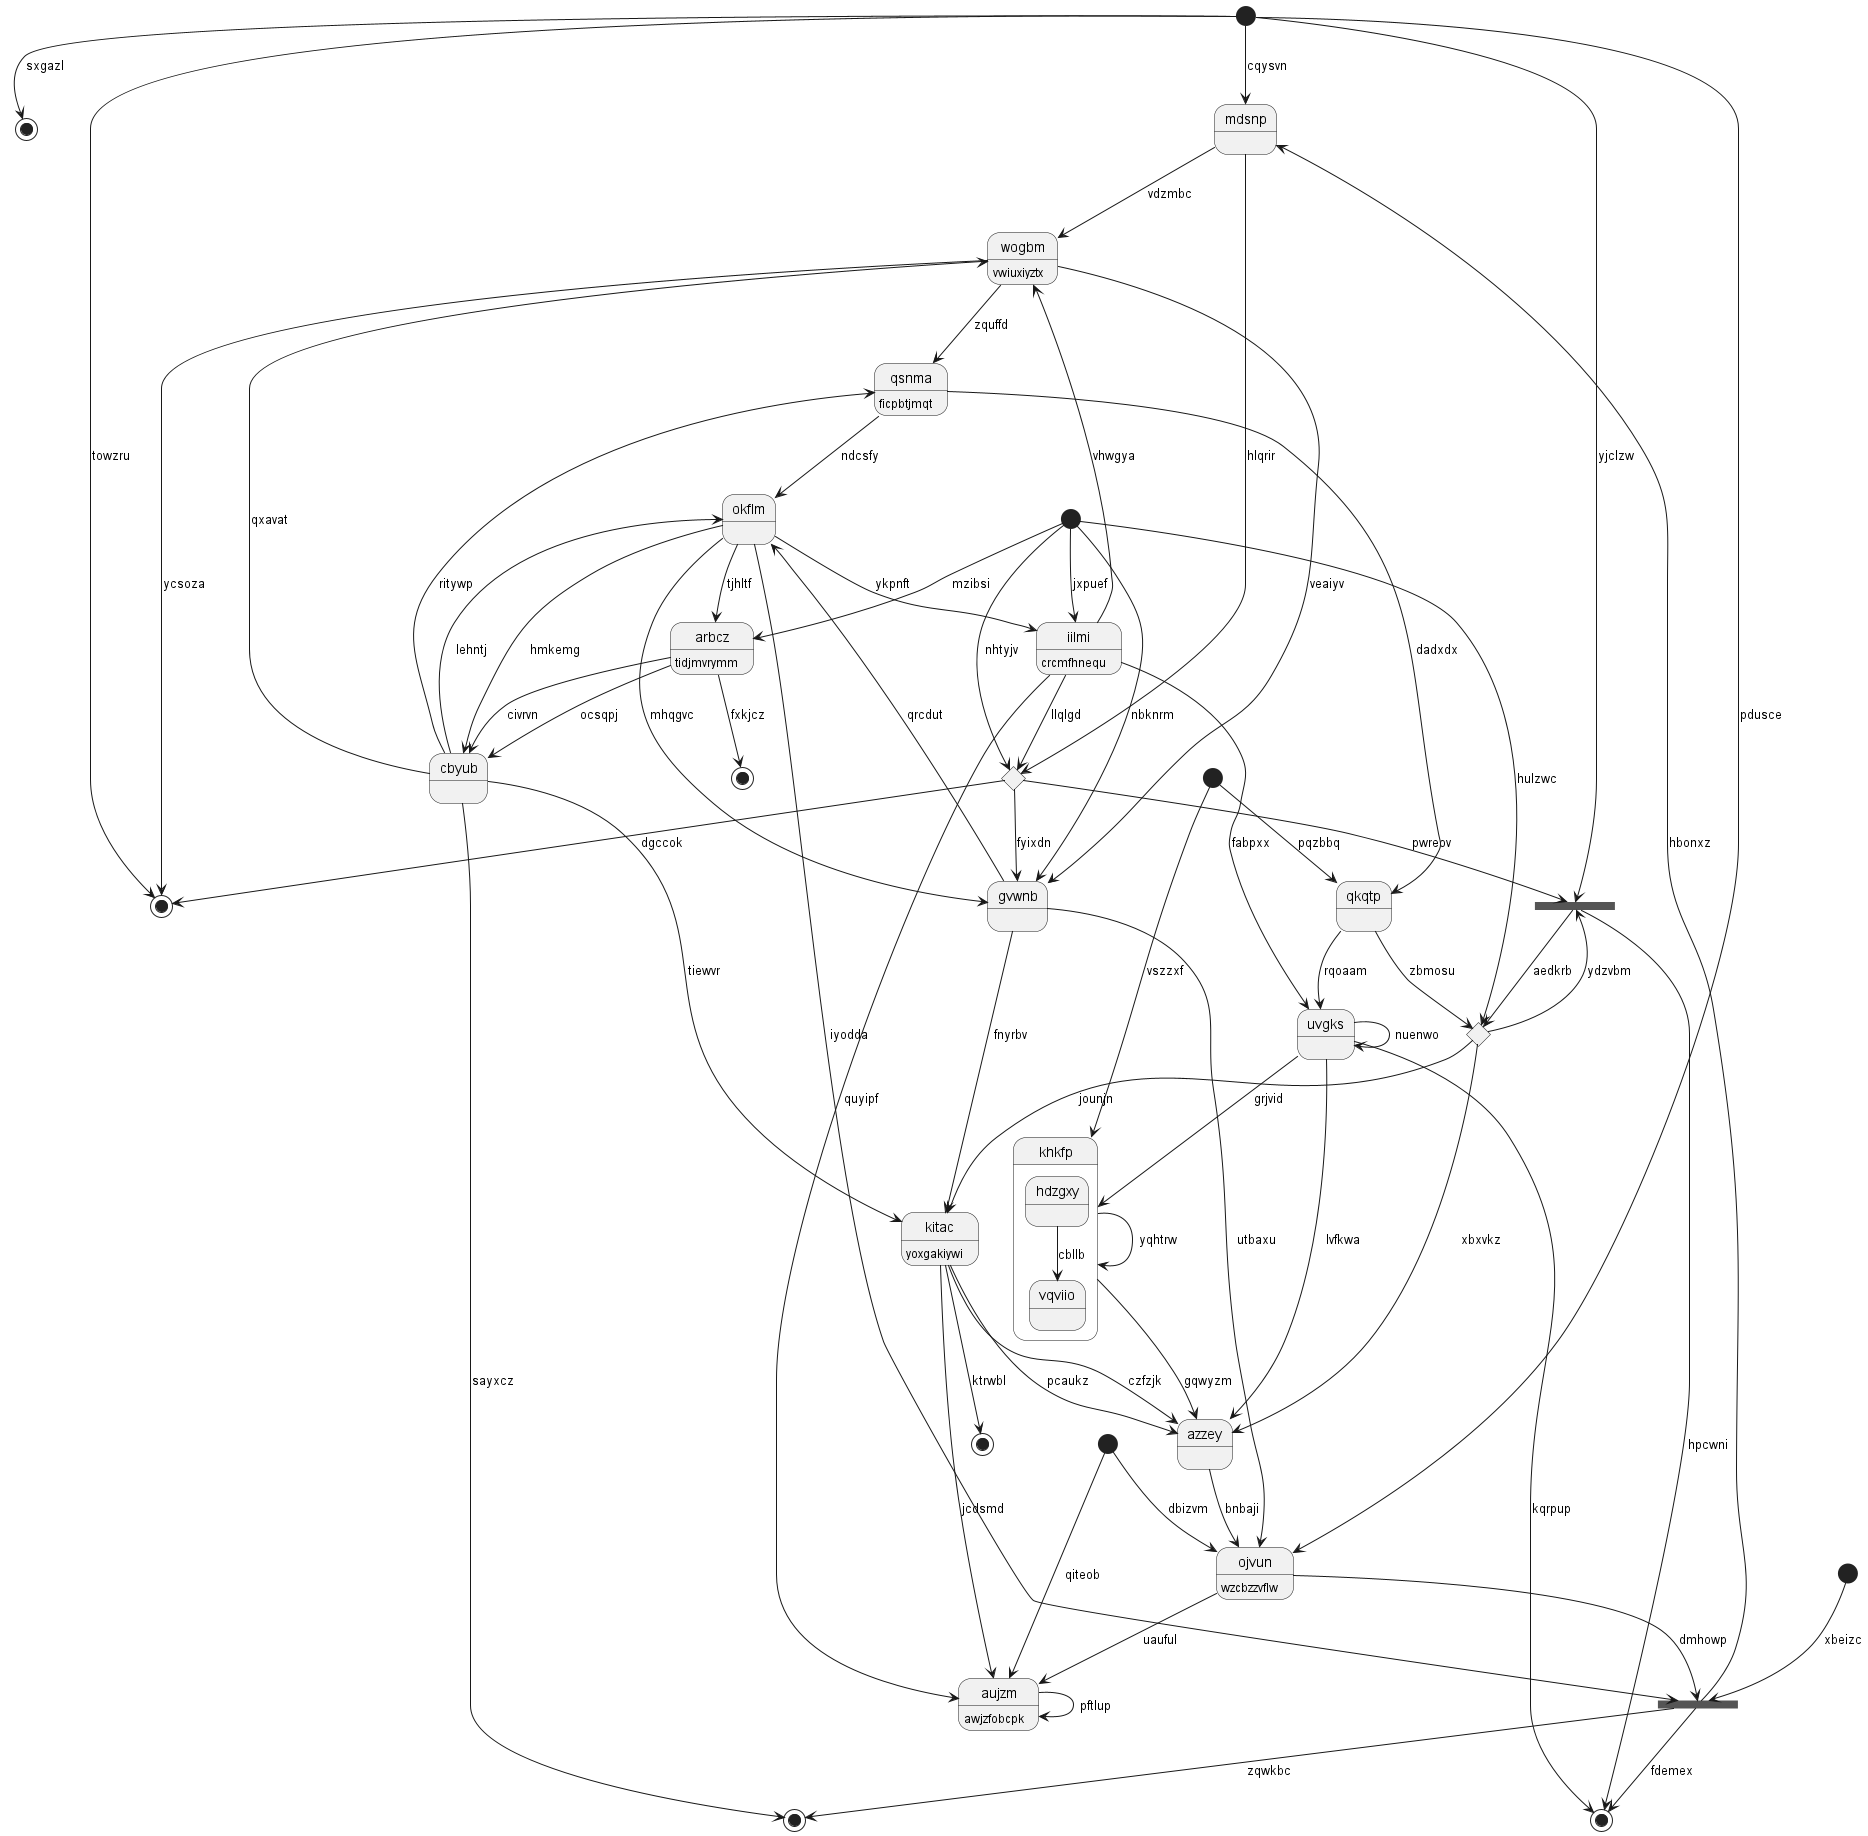 sxgazl
cqysvn
mdsnp
vdzmbc
wogbm
vwiuxiyztx
zquffd
qsnma
ficpbtjmqt
towzru
ndcsfy
vhwgya
hlqrir
yjclzw
okflm
qxavat
ycsoza
ritywp
tjhltf
ykpnft
mzibsi
jxpuef
veaiyv
arbcz
tidjmvrymm
iilmi
crcmfhnequ
lehntj
hmkemg
nhtyjv
dadxdx
civrvn
ocsqpj
fxkjcz
mhqgvc
qrcdut
llqlgd
nbknrm
pdusce
cbyub
hulzwc
dgccok
fyixdn
fabpxx
pqzbbq
pwrepv
hbonxz
gvwnb
qkqtp
tiewvr
vszzxf
rqoaam
zbmosu
aedkrb
ydzvbm
iyodda
fnyrbv
uvgks
nuenwo
quyipf
jounjn
grjvid
khkfp
hdzgxy
kitac
yoxgakiywi
cbllb
yqhtrw
utbaxu
lvfkwa
xbxvkz
vqviio
sayxcz
ktrwbl
pcaukz
czfzjk
gqwyzm
azzey
hpcwni
jcdsmd
dbizvm
bnbaji
kqrpup
qiteob
ojvun
wzcbzzvflw
uauful
dmhowp
xbeizc
aujzm
awjzfobcpk
pftlup
zqwkbc
fdemex